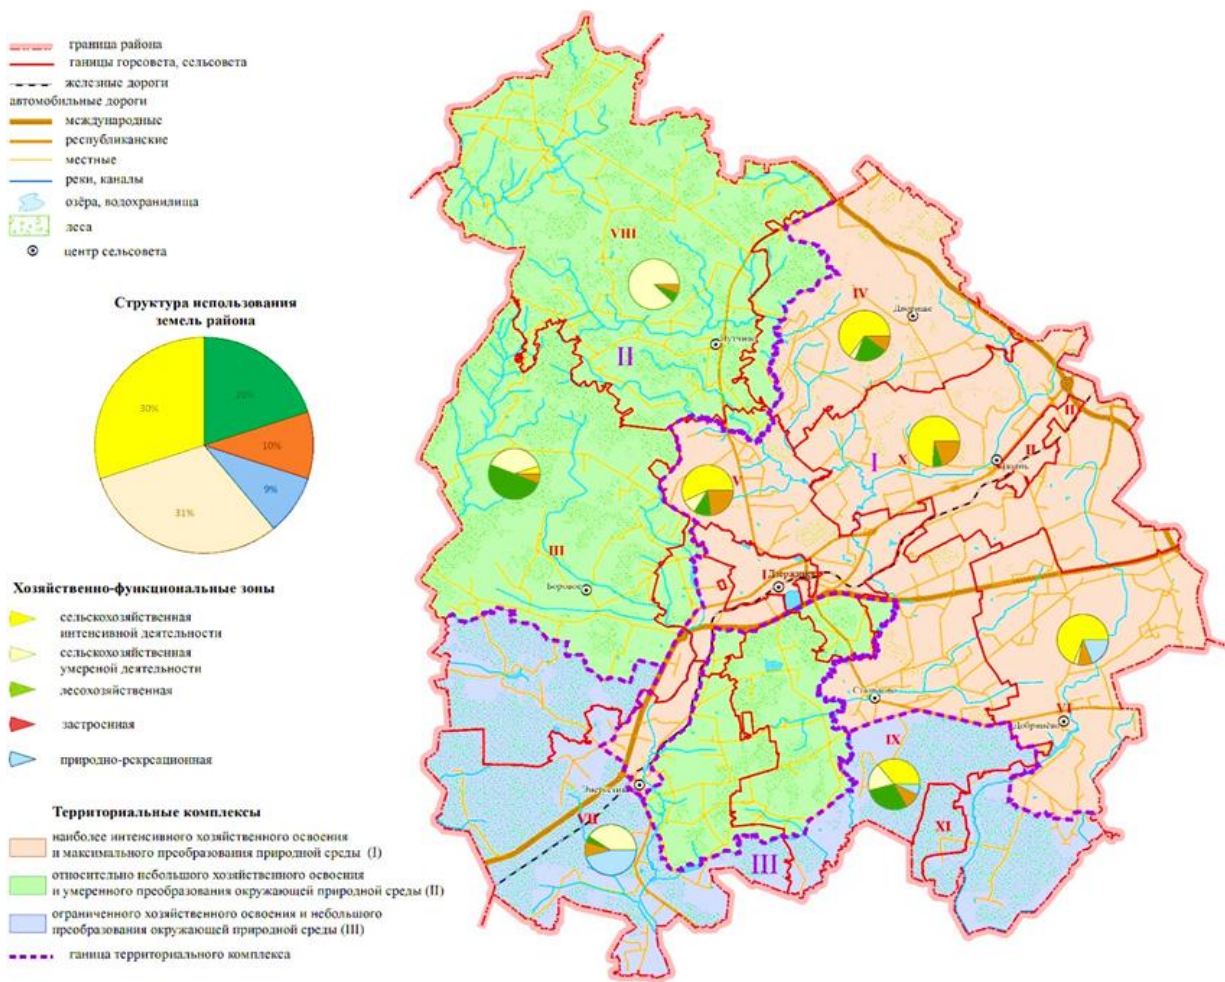 граница района
ганицы горсовета, сельсовета
железные дороги
автомобильные дороги
международные
республиканские
местные
реки, каналы
озёра, водохранилища
леса
центр сельсовета
Структура использования
земель района
30%
20%
10%
9%
31%
Хозяйственно-функциональные зоны
сельскохозяйственная
интенсивной деятельности
сельскохозяйственная
умереной деятельности
лесохозяйственная
застроенная
природно-рекреационная
Территориальные комплексы
наиболее интенсивного хозяйственного освоения
и максимального преобразования природной среды (I)
относительно небольшого хозяйственного освоения
и умеренного преобразования окружающей природной среды (II)
ограниченного хозяйственного освоения и небольшого
преобразования окружающей природной среды (III)
ганица территориального комплекса
VIII
IV
II
II
X
I
II
V
III
I
VI
IX
VII
III
XI